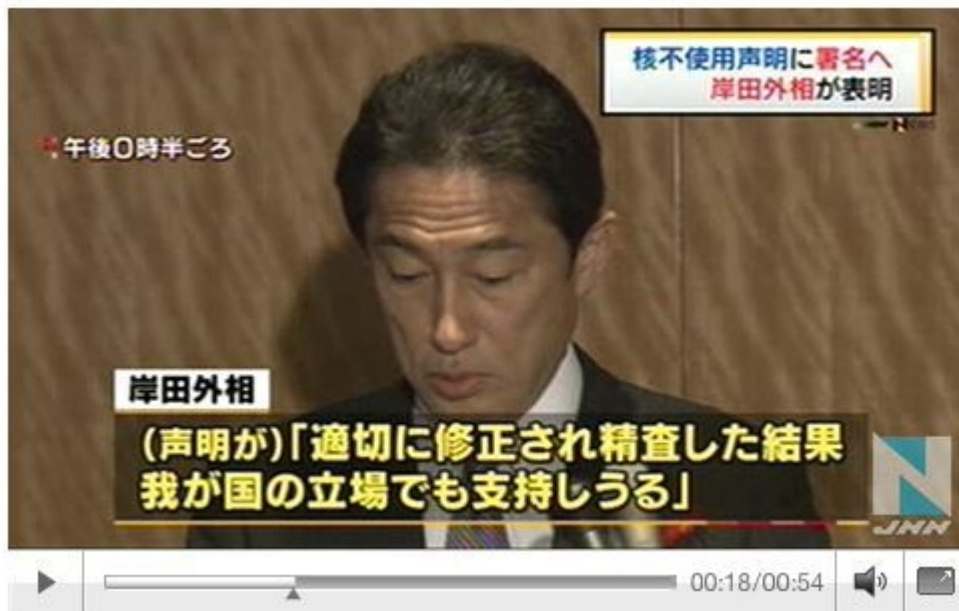 核不使用声明に署名へ
岸田外相が表明
午後0時半ごろ
岸田外相
(声明が)「適切に修正され精査した結果
我が国の立場でも支持しうる」
JNN
00:18/00:54